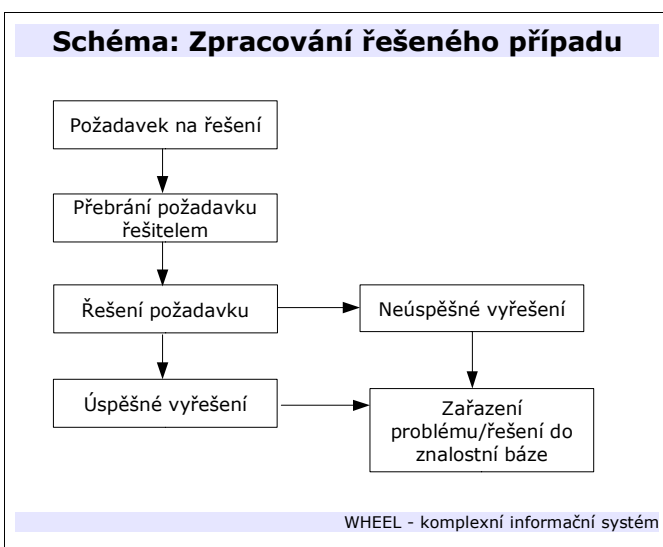 Schéma: Zpracování řešeného případu
Požadavek na řešení
Přebrání požadavku
řešitelem
Řešení požadavku
Neúspěšné vyřešení
Úspěšné vyřešení
Zařazení
problému/řešení do
znalostní báze
WHEEL - komplexní informační systém